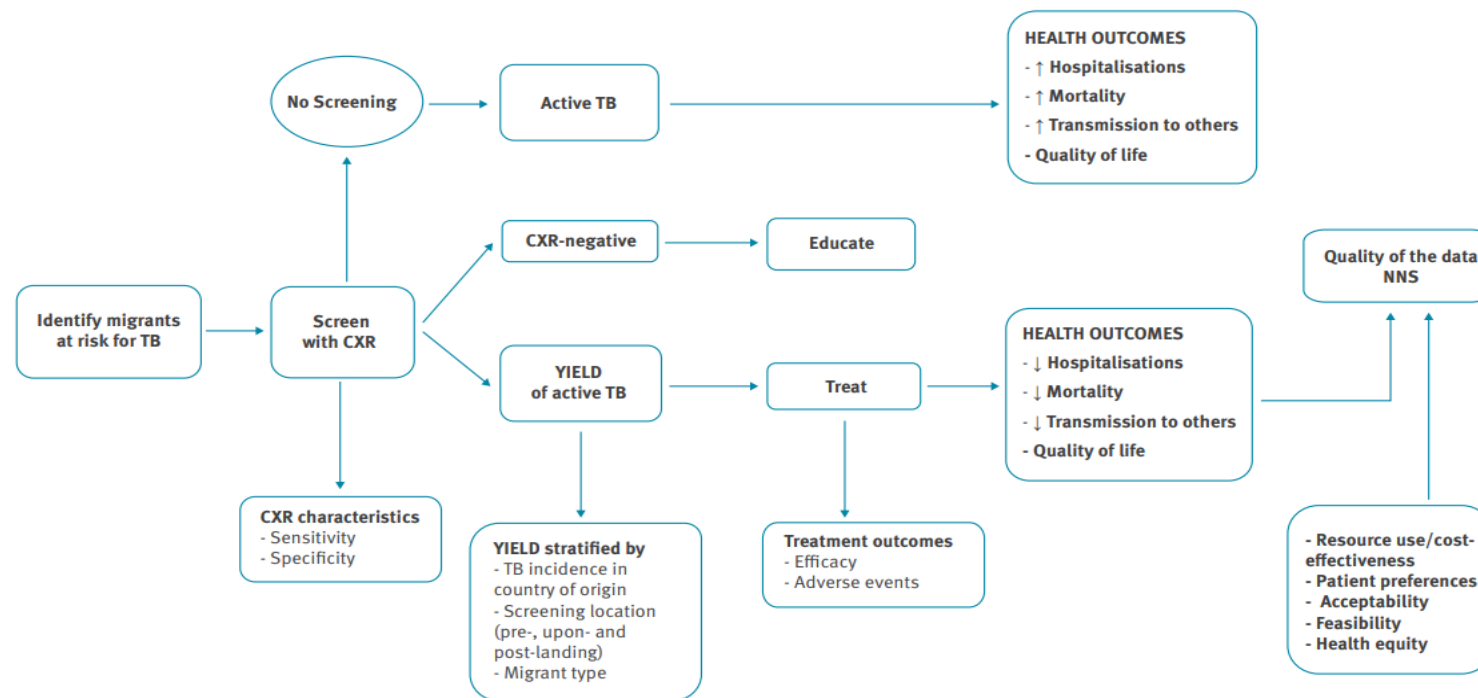 No Screening
Active TB
HEALTH OUTCOMES
- ↑ Hospitalisations
- ↑ Mortality
- ↑ Transmission to others
- Quality of life
CXR-negative
Educate
Quality of the data
NNS
Identify migrants
at risk for TB
Screen
with CXR
YIELD
of active TB
Treat
HEALTH OUTCOMES
- ↓ Hospitalisations
- ↓ Mortality
- ↓ Transmission to others
- Quality of life
CXR characteristics
- Sensitivity
- Specificity
YIELD stratified by
- TB incidence in
country of origin
- Screening location
(pre-, upon- and
post-landing)
- Migrant type
Treatment outcomes
- Efficacy
- Adverse events
- Resource use/cost-
effectiveness
- Patient preferences
- Acceptability
- Feasibility
- Health equity